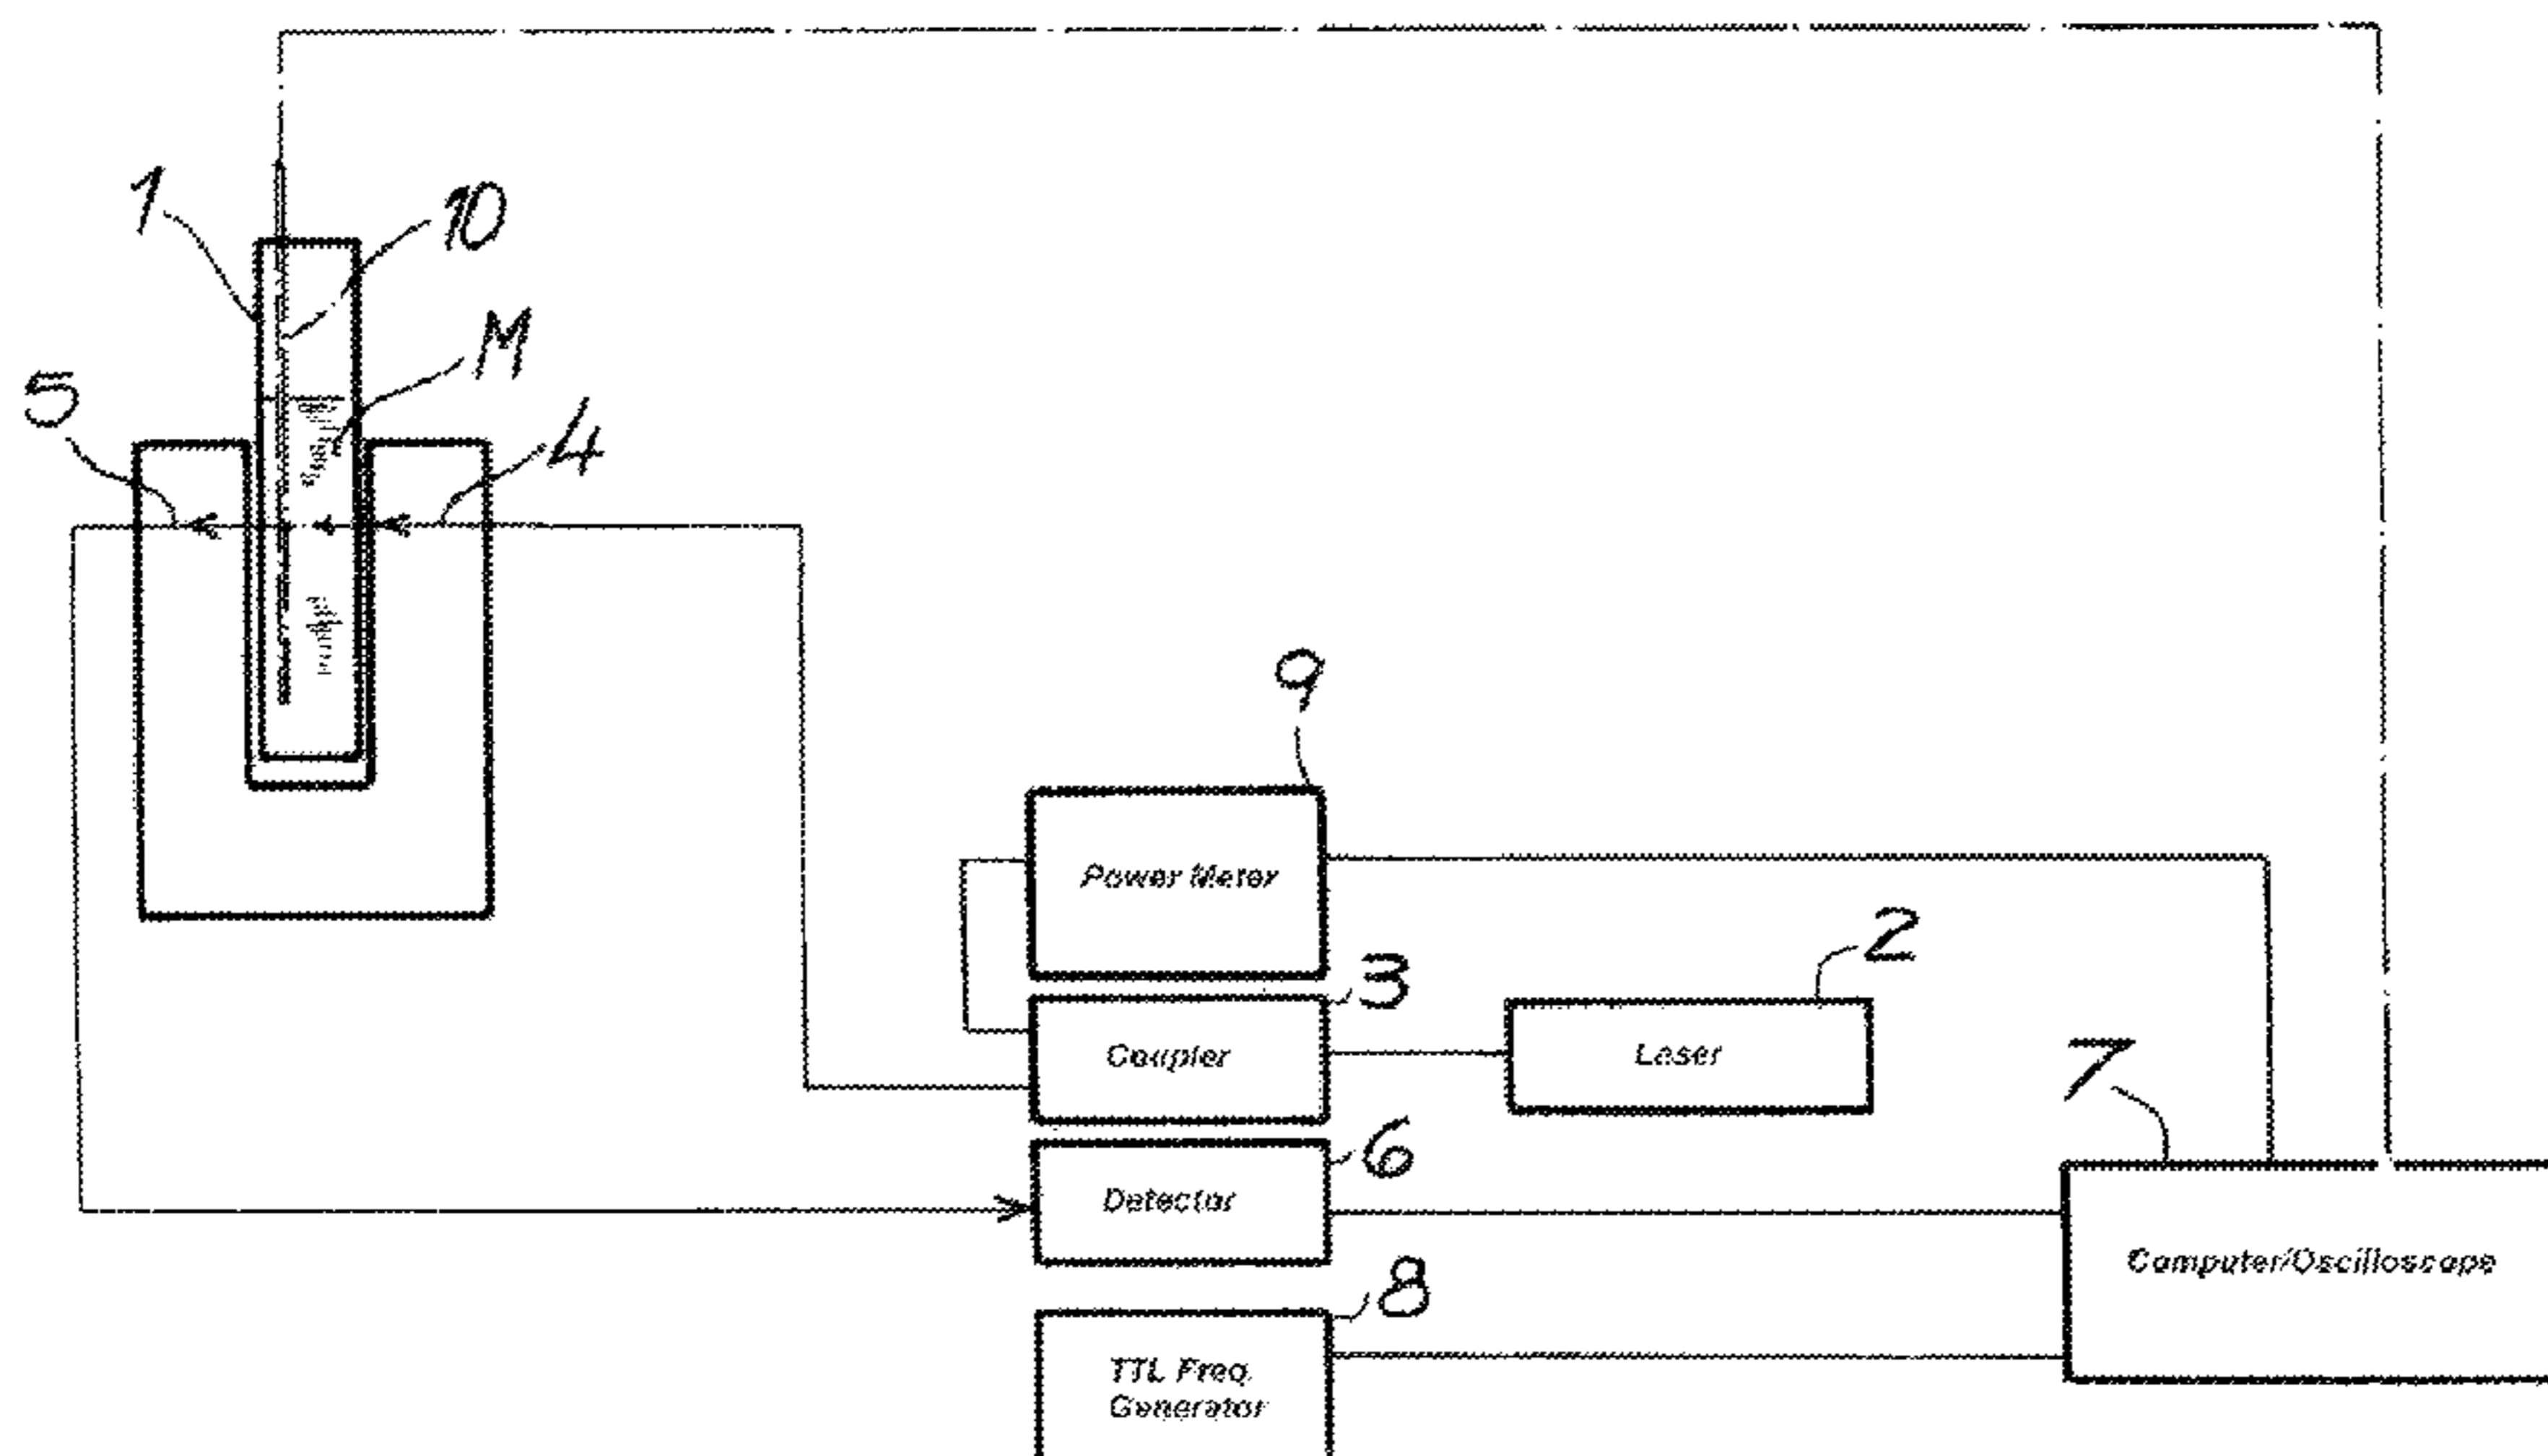 1
10
M
5
4
9
Power Meter
3
2
Coupler
Laser
7
6
Detector
Computer/Oscilloscope
8
TTL Freq.
Generator